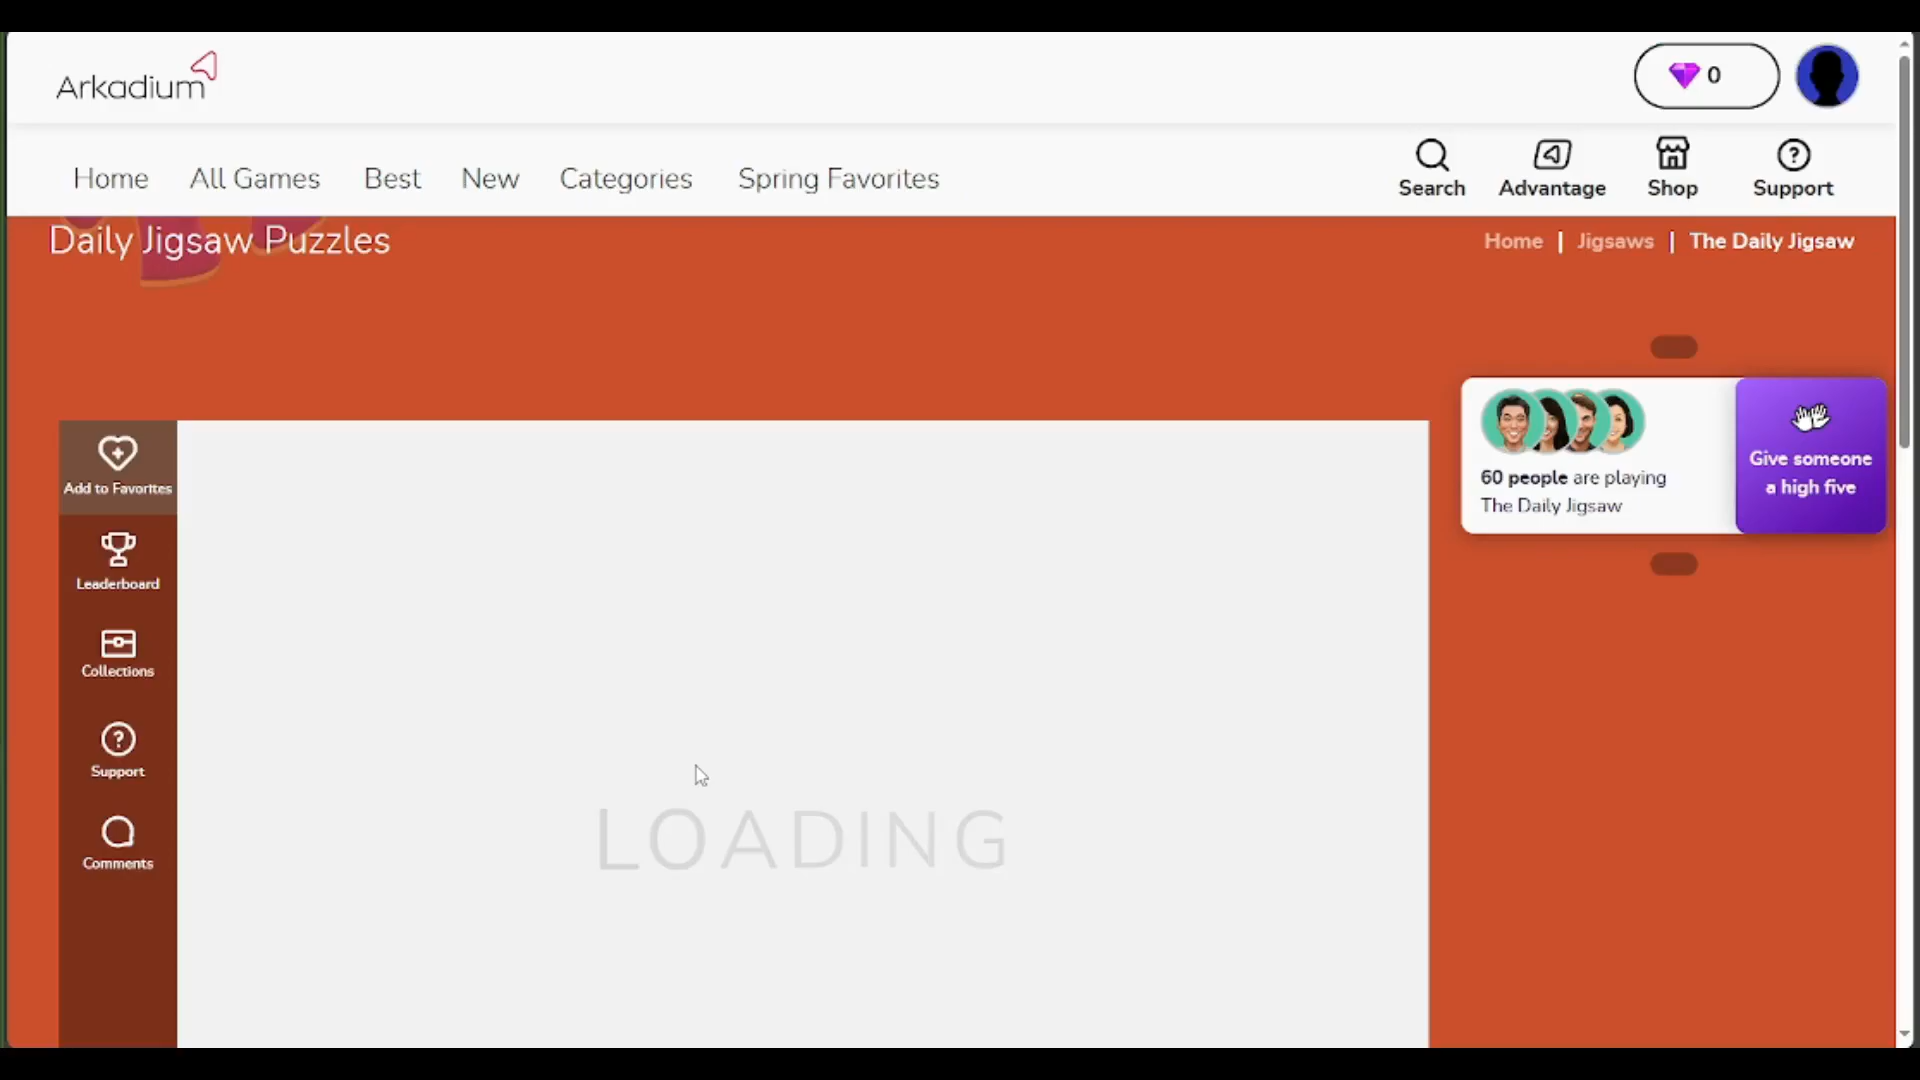 Arkadium
0
Home All Games Best New Categories Spring Favorites
Search Advantage Shop Support
Daily Jigsaw Puzzles
Home | Jigsaws | The Daily Jigsaw
60 people are playing
The Daily Jigsaw
Give someone
a high five
Add to Favorites
Leaderboard
Collections
Support
Comments
LOADING